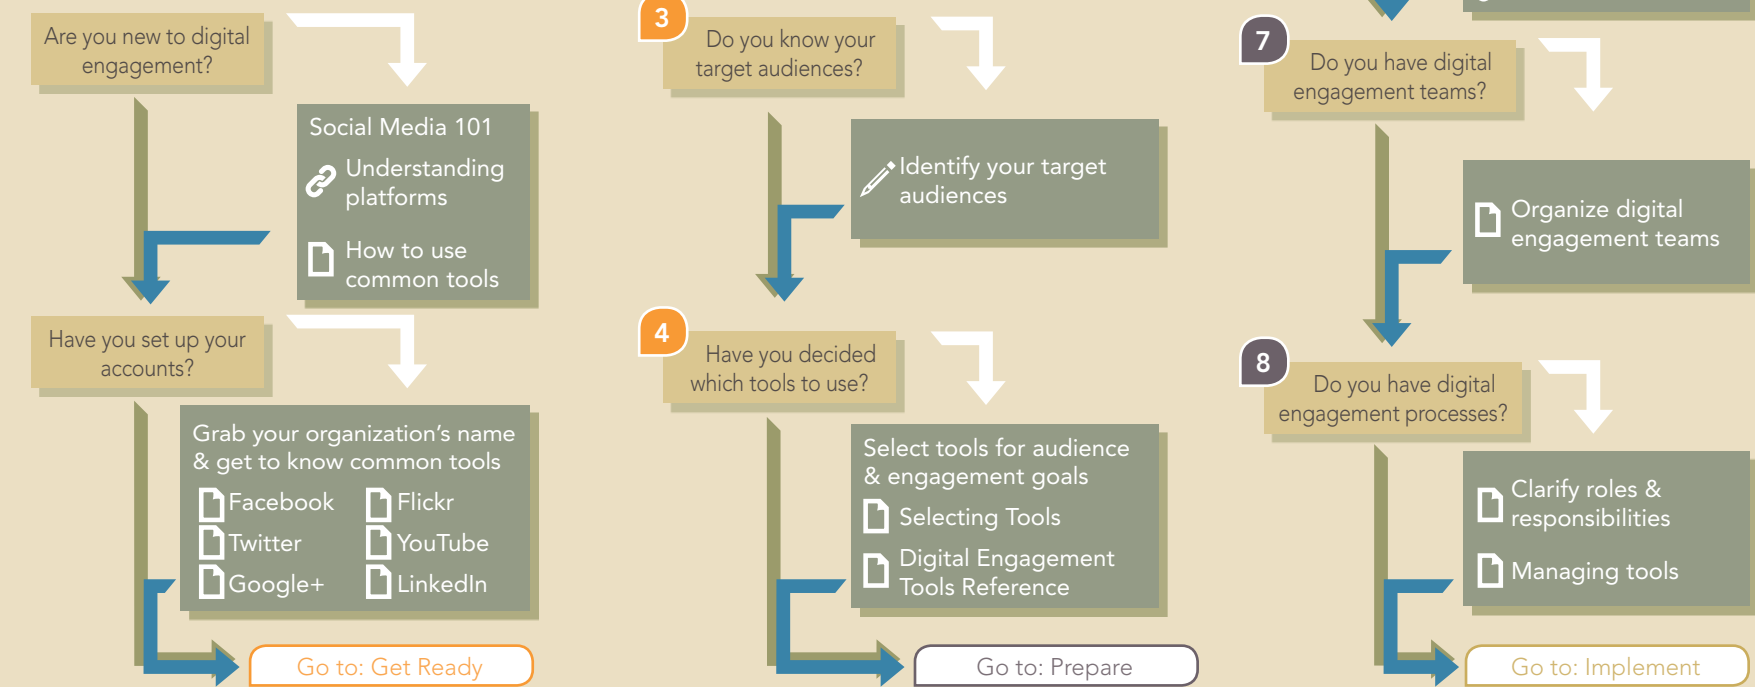 Are you new to digital
engagement?
Social Media 101
Understanding
platforms
How to use
common tools
Have you set up your
accounts?
Grab your organization's name
& get to know common tools
Facebook
Flickr
Twitter
YouTube
Google+
LinkedIn
Go to: Get Ready
3
Do you know your
target audiences?
Identify your target
audiences
4
Have you decided
which tools to use?
Select tools for audience
& engagement goals
Selecting Tools
Digital Engagement
Tools Reference
Go to: Prepare
7
Do you have digital
engagement teams?
Organize digital
engagement teams
8
Do you have digital
engagement processes?
Clarify roles &
responsibilities
Managing tools
Go to: Implement